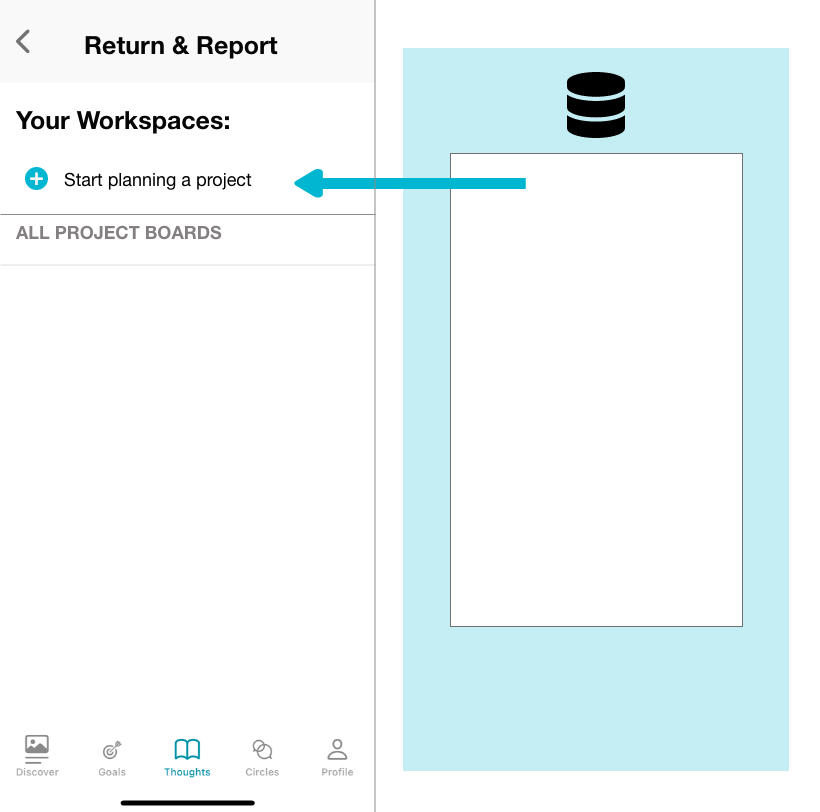 Return & Report
Your Workspaces:
Start planning a project
ALL PROJECT BOARDS
Discover
Goals
Thoughts
Circles
Profile